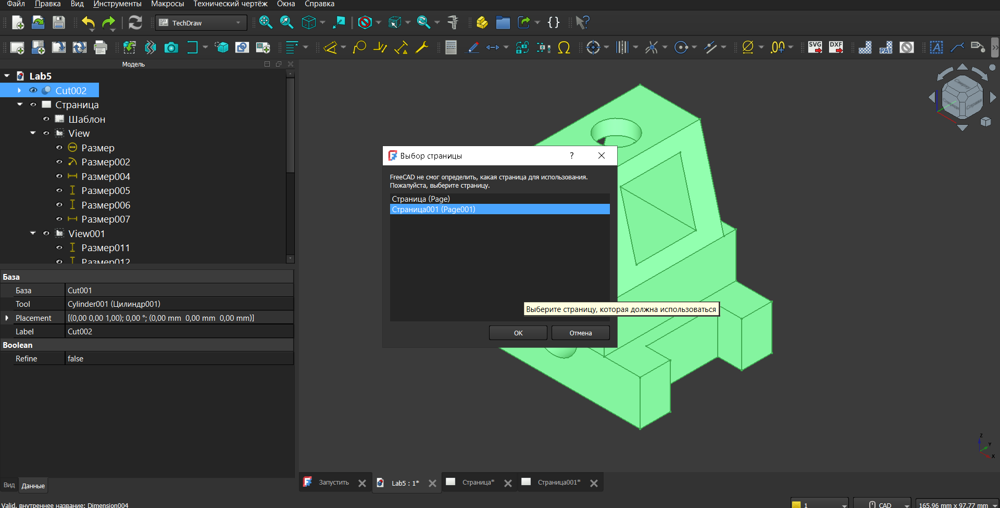 Файл Правка Вид Инструменты Макросы Технический чертёж Окна Справка
TechDraw
SVG DXF PAT
Модель
Lab5
Cut002
Страница
Шаблон
View
Размер
Размер002
Размер004
Размер005
Размер006
Размер007
View001
Размер011
Размер012
База
База Cut001
Tool Cylinder001 (Цилиндр001)
Placement [(0,00 0,00 1,00); 0,00 °; (0,00 mm 0,00 mm 0,00 mm)]
Label Cut002
Boolean
Refine false
Вид Данные
Valid, внутреннее название: Dimension004
Выбор страницы ?
FreeCAD не смог определить, какая страница для использования.
Пожалуйста, выберите страницу.
Страница (Page)
Страница001 (Page001)
Выберите страницу, которая должна использоваться
OK Отмена
Z
Y
X
Запустить Lab5 : 1* Страница* Страница001*
1 CAD 165,96 mm x 97,77 mm